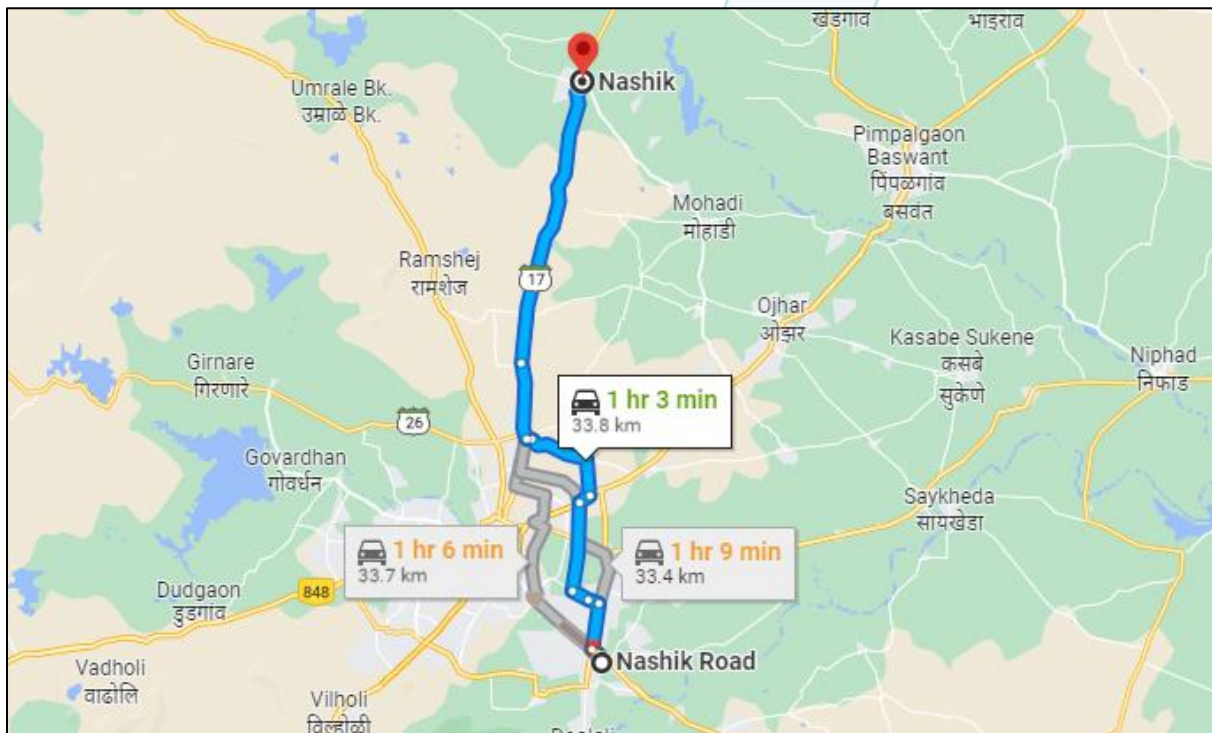 खेडगाव
भाइराव
Nashik
Umrale Bk.
उम्राळे Bk.
Pimpalgaon
Baswant
पिंपळगांव
बसवंत
Mohadi
मोहाडी
Ramshej
रामशेज
17
Ojhar
ओझर
Kasabe Sukene
कसबे
सुकेणे
Niphad
निफाड
Girnare
गिरणारे
1 hr 3 min
33.8 km
26
Govardhan
गोवर्धन
Saykheda
सायखेडा
1 hr 6 min
33.7 km
1 hr 9 min
33.4 km
Dudgaon
डुडगांव
848
Nashik Road
Vadholi
वाढोलि
Vilholi
विल्होळी